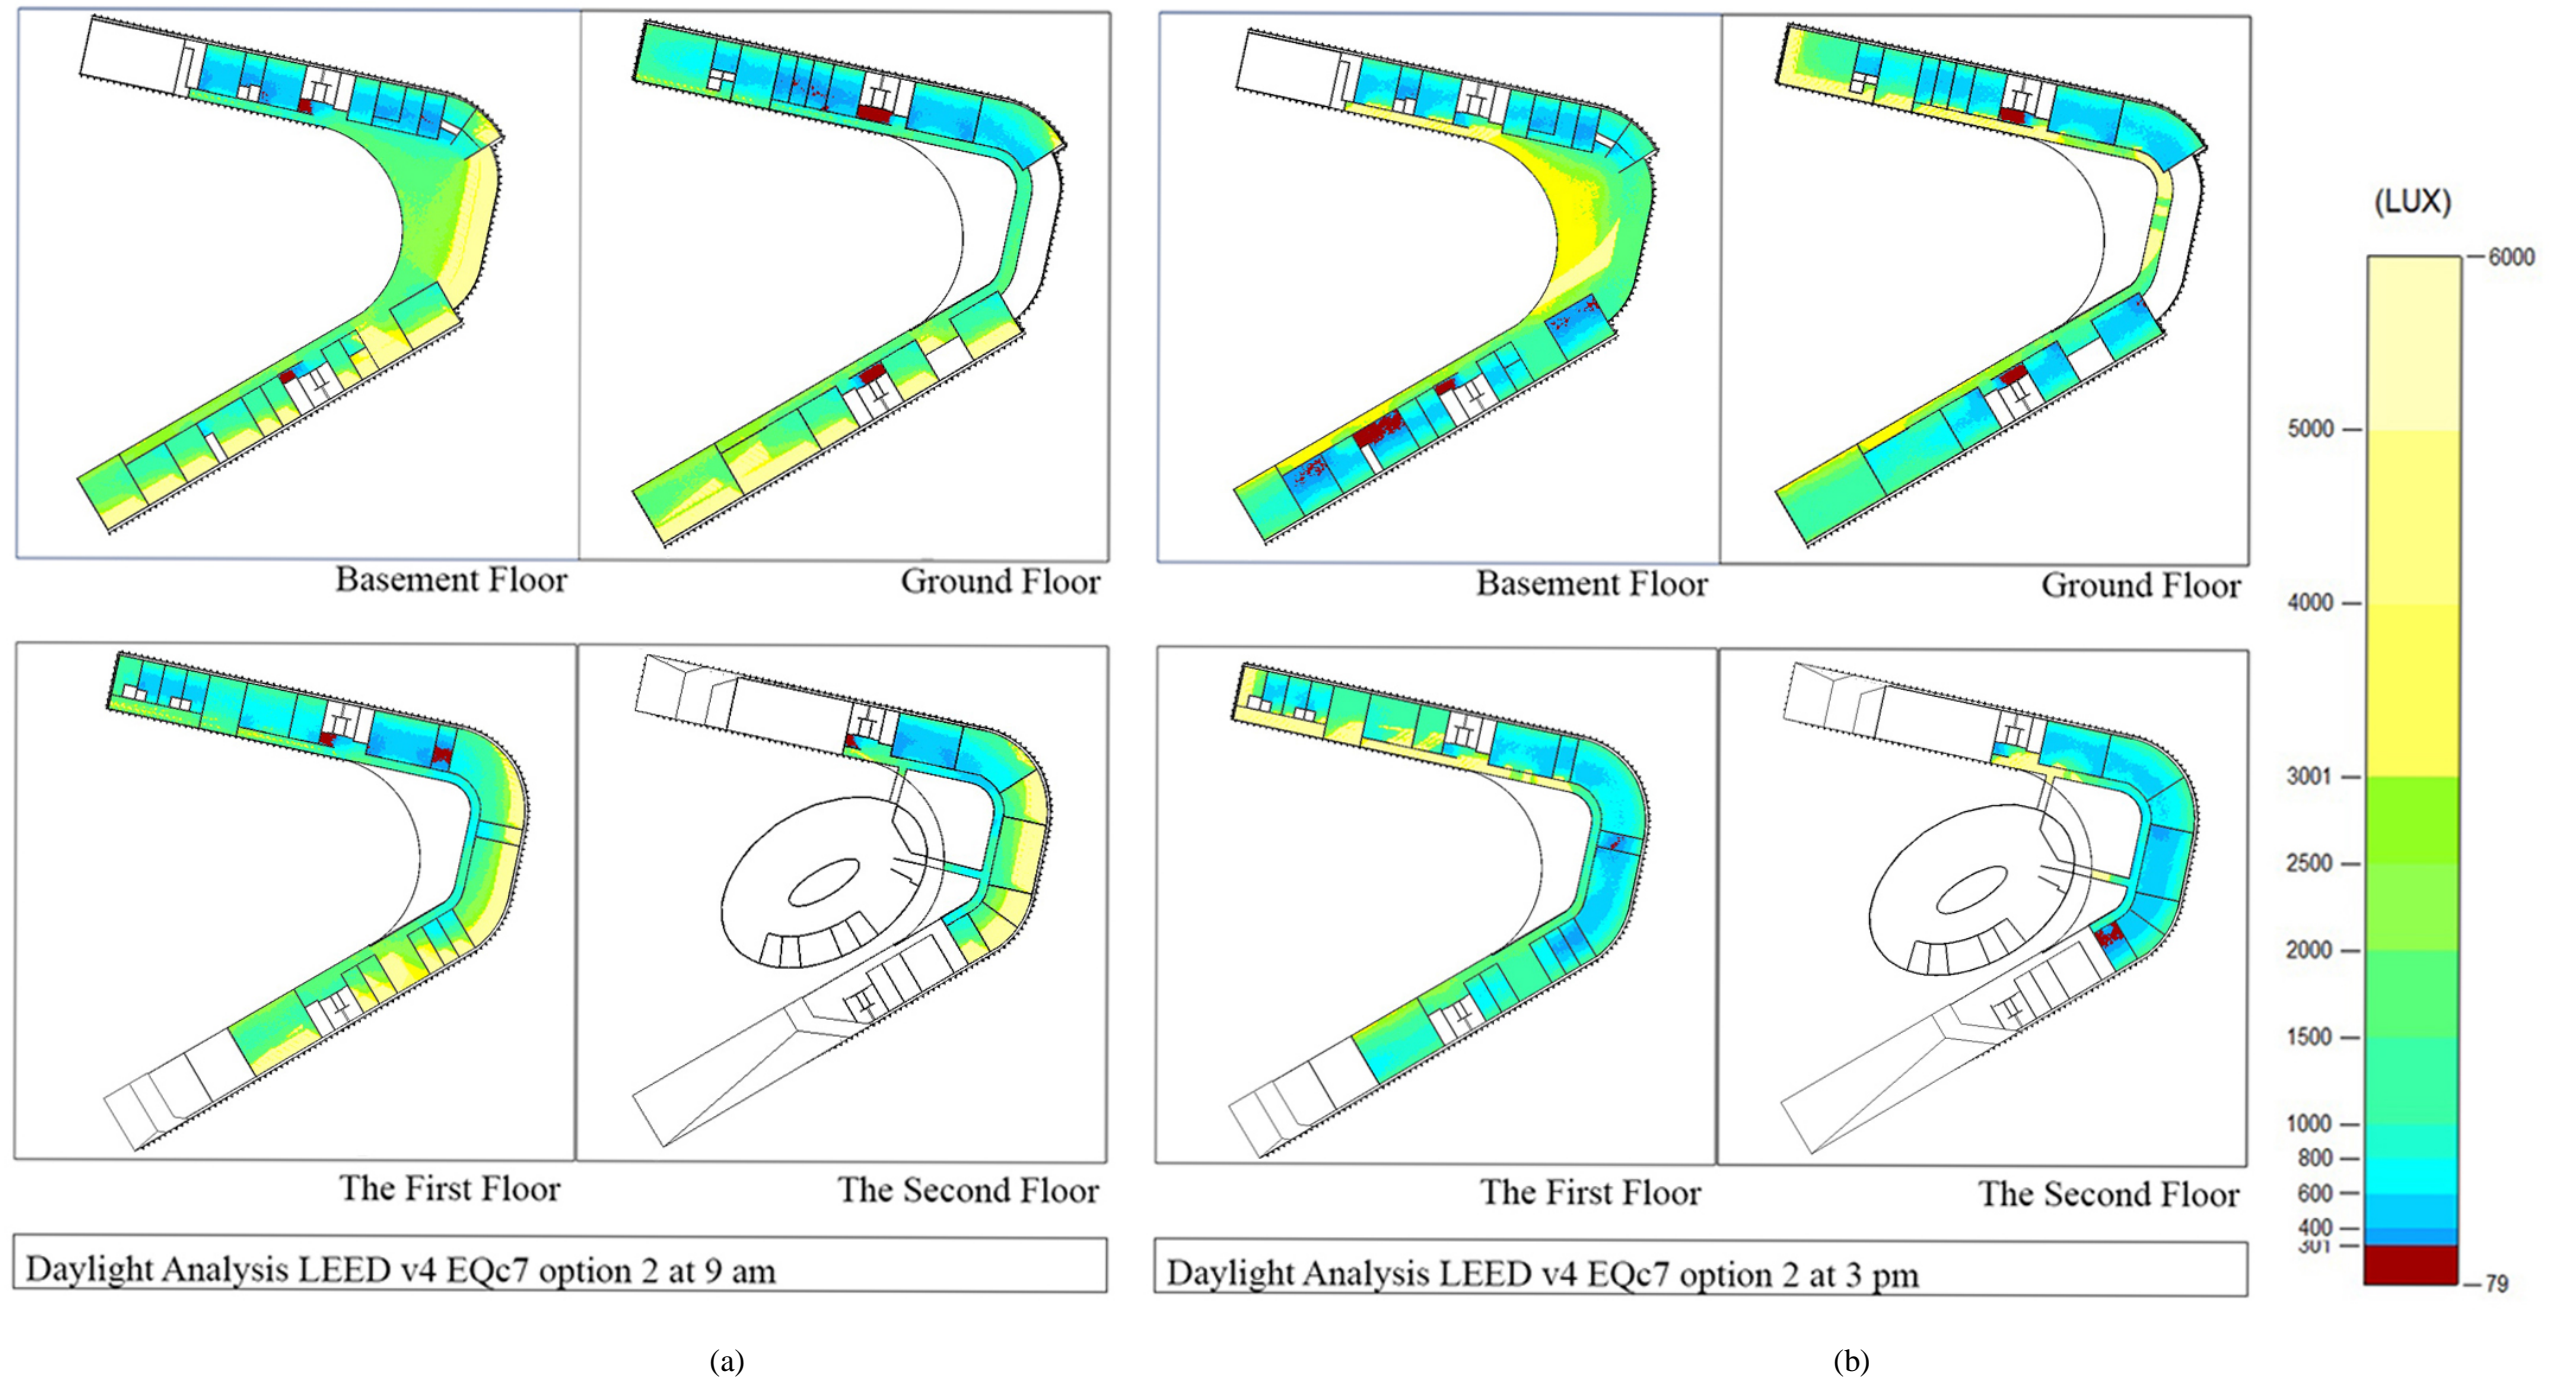 Basement Floor
Ground Floor
The First Floor
The Second Floor
Daylight Analysis LEED v4 EQc7 option 2 at 9 am
(a)
Basement Floor
Ground Floor
The First Floor
The Second Floor
Daylight Analysis LEED v4 EQc7 option 2 at 3 pm
(b)
(LUX)
6000
5000
4000
3001
2500
2000
1500
1000
800
600
400
301
79